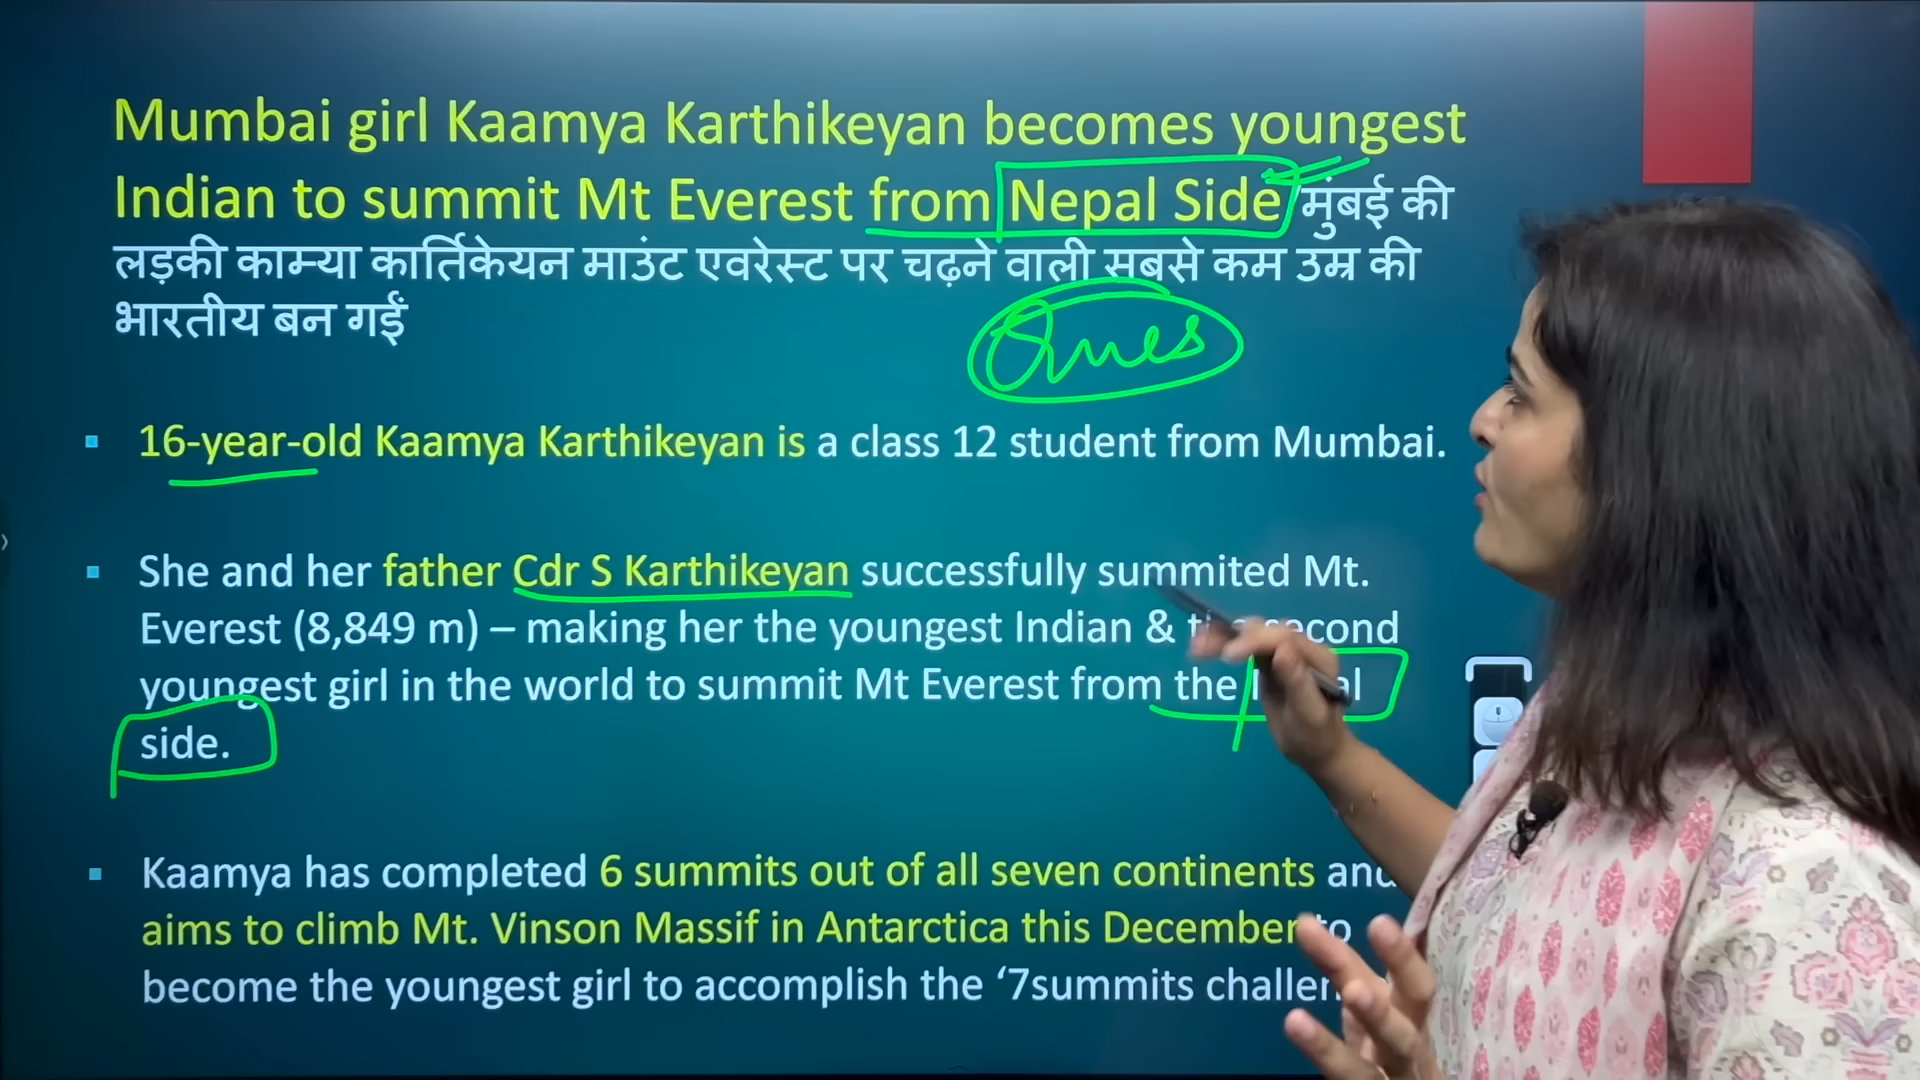 Mumbai girl Kaamya Karthikeyan becomes youngest
Indian to summit Mt Everest from Nepal Side मुंबई की
लड़की काम्या कार्तिकेयन माउंट एवरेस्ट पर चढ़ने वाली सबसे कम उम्र की
भारतीय बन गईं
Ques
16-year-old Kaamya Karthikeyan is a class 12 student from Mumbai.
She and her father Cdr S Karthikeyan successfully summited Mt.
Everest (8,849 m) – making her the youngest Indian & second
youngest girl in the world to summit Mt Everest from the
side.
Kaamya has completed 6 summits out of all seven continents and
aims to climb Mt. Vinson Massif in Antarctica this December to
become the youngest girl to accomplish the ‘7summits